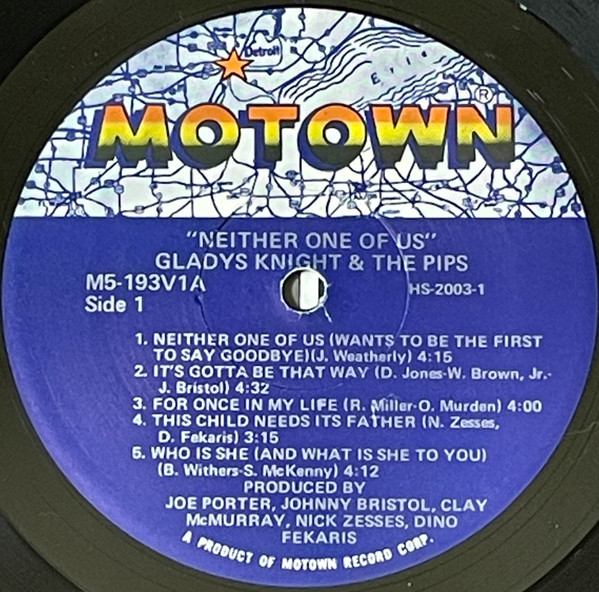 Detroit
Erie
MOTOWN®
"NEITHER ONE OF US"
GLADYS KNIGHT & THE PIPS
M5-193V1A
HS-2003-1
Side 1
1. NEITHER ONE OF US (WANTS TO BE THE FIRST
TO SAY GOODBYE)(J. Weatherly) 4:15
2. IT'S GOTTA BE THAT WAY (D. Jones-W. Brown, Jr.-
J. Bristol) 4:32
3. FOR ONCE IN MY LIFE (R. Miller-O. Murden) 4:00
4. THIS CHILD NEEDS ITS FATHER (N. Zesses,
D. Fekaris) 3:15
5. WHO IS SHE (AND WHAT IS SHE TO YOU)
(B. Withers-S. McKenny) 4:12
PRODUCED BY
JOE PORTER, JOHNNY BRISTOL, CLAY
McMURRAY, NICK ZESSES, DINO
FEKARIS
A PRODUCT OF MOTOWN RECORD CORP.